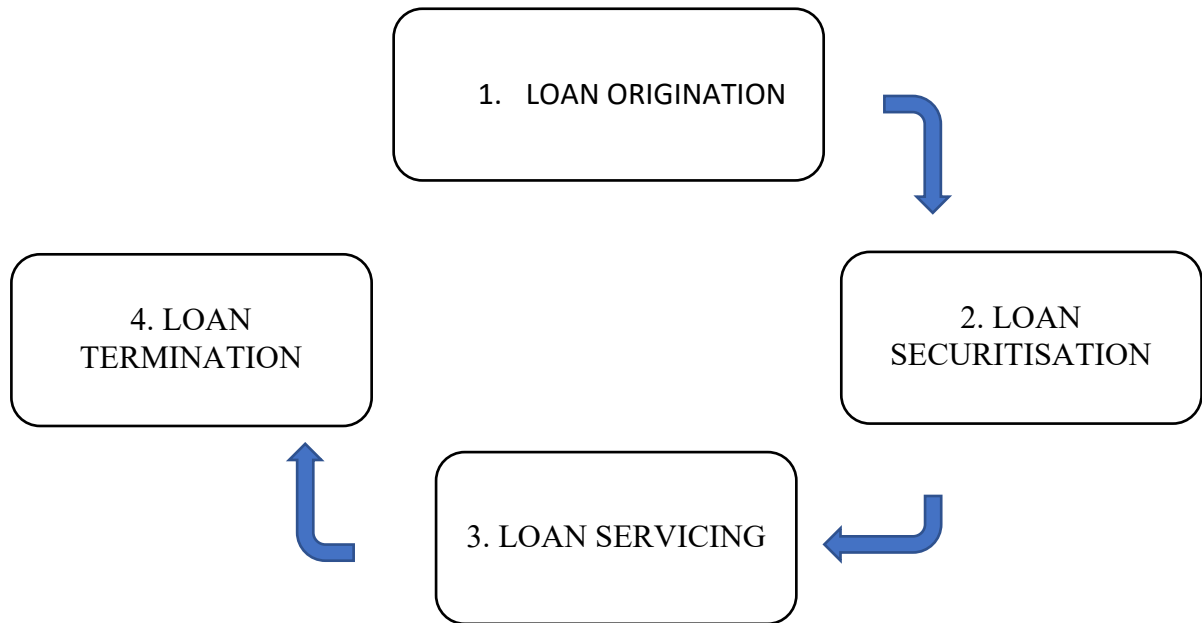 1. LOAN ORIGINATION
2. LOAN
SECURITISATION
3. LOAN SERVICING
4. LOAN
TERMINATION